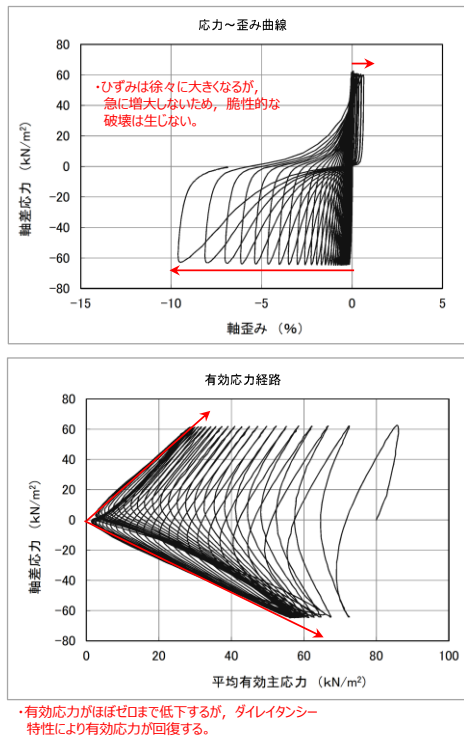 応力～歪み曲線
・ひずみは徐々に大きくなるが，
急に増大しないため，脆性的な
破壊は生じない。
80
60
40
20
0
-20
-40
-60
-80
軸差応力 (kN/m²)
-15 -10 -5 0 5
軸歪み (%)
有効応力経路
80
60
40
20
0
-20
-40
-60
-80
軸差応力 (kN/m²)
0 20 40 60 80 100
平均有効主応力 (kN/m²)
・有効応力がほぼゼロまで低下するが，ダイレイタンシー
特性により有効応力が回復する。